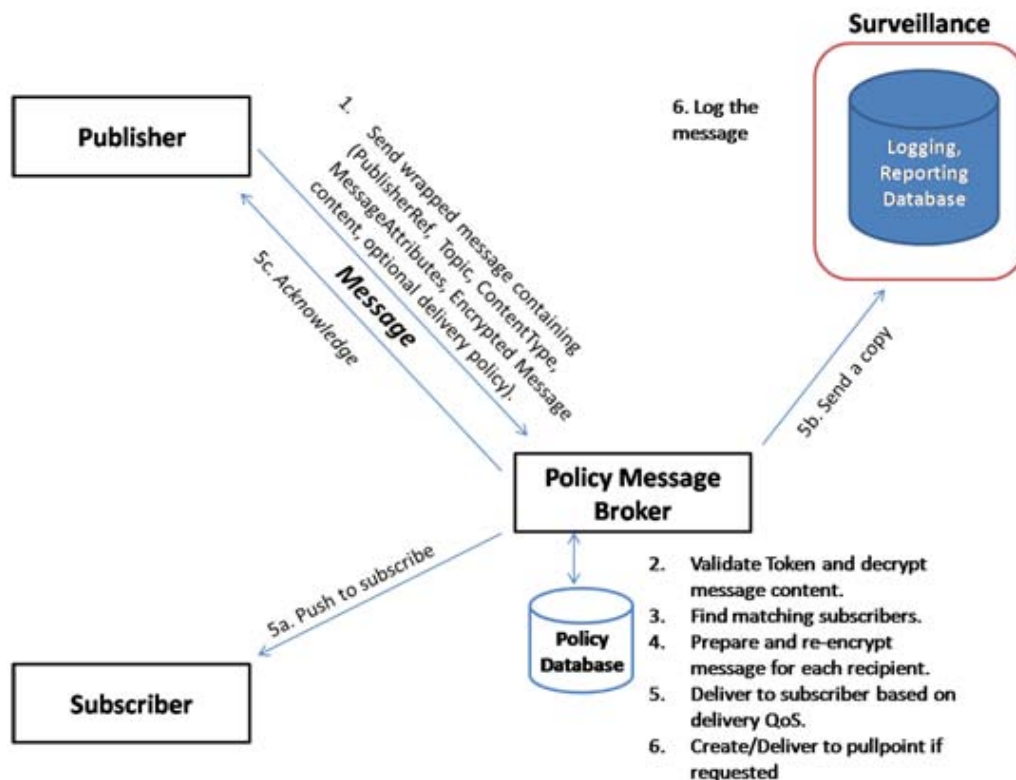 Surveillance
Publisher
1. Send wrapped message containing
(PublisherRef, Topic, ContentType,
MessageAttributes, Encrypted Message
content, optional delivery policy).
Message
5c. Acknowledge
6. Log the
message
Logging,
Reporting
Database
5b. Send a copy
Policy Message
Broker
5a. Push to subscribe
Policy
Database
2. Validate Token and decrypt
message content.
3. Find matching subscribers.
4. Prepare and re-encrypt
message for each recipient.
5. Deliver to subscriber based on
delivery QoS.
6. Create/Deliver to pullpoint if
requested
Subscriber